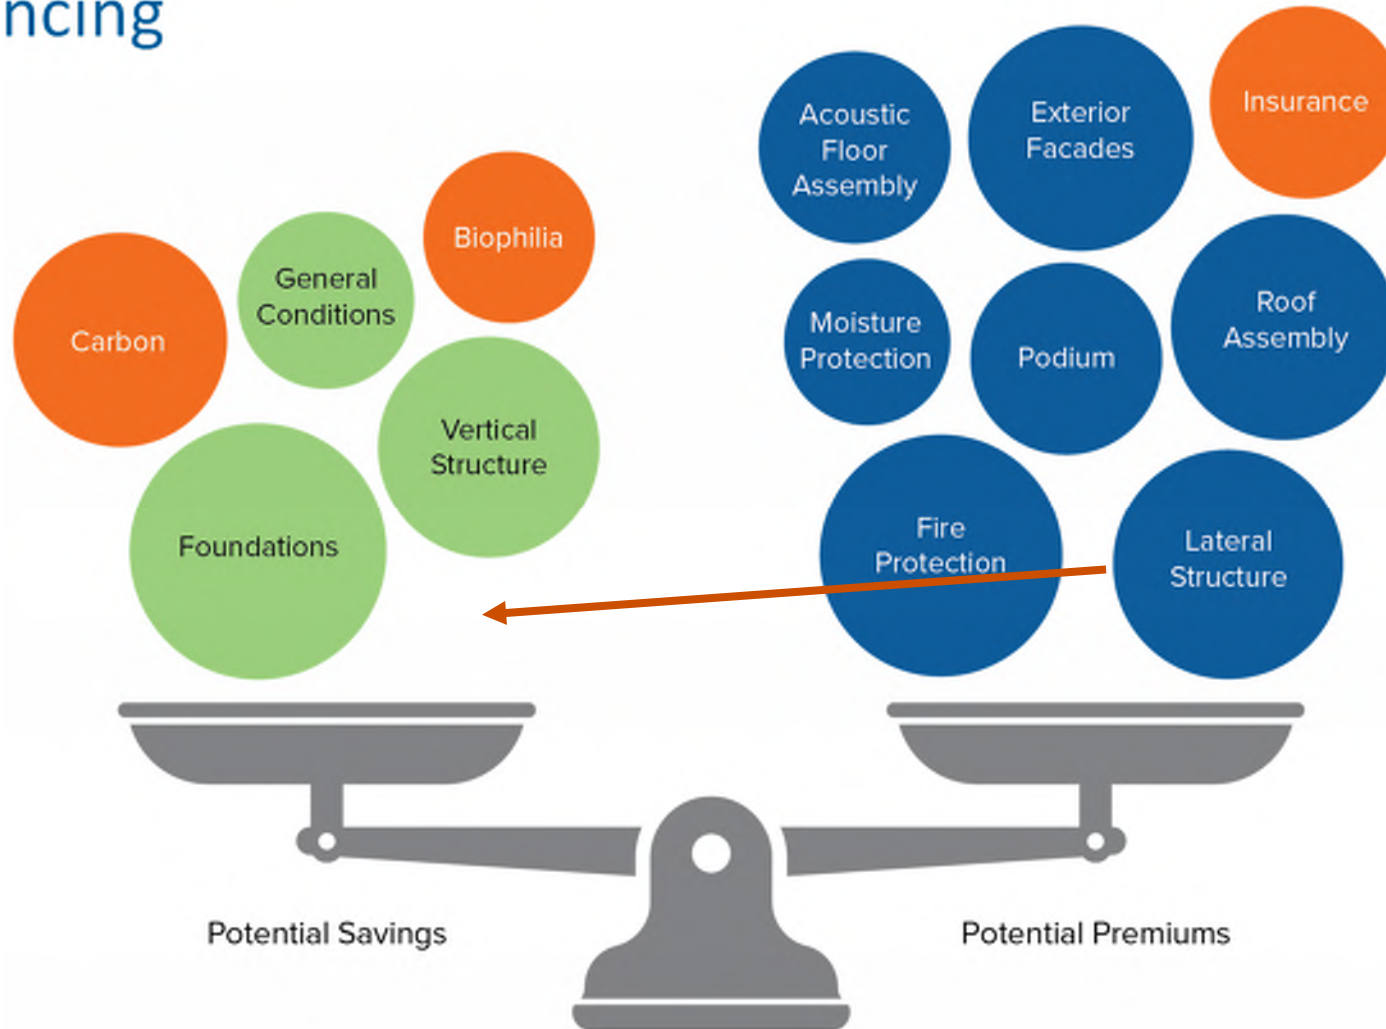 ncing
Acoustic
Floor
Assembly
Exterior
Facades
Insurance
Biophilia
General
Conditions
Carbon
Moisture
Protection
Podium
Roof
Assembly
Vertical
Structure
Foundations
Fire
Protection
Lateral
Structure
Potential Savings
Potential Premiums